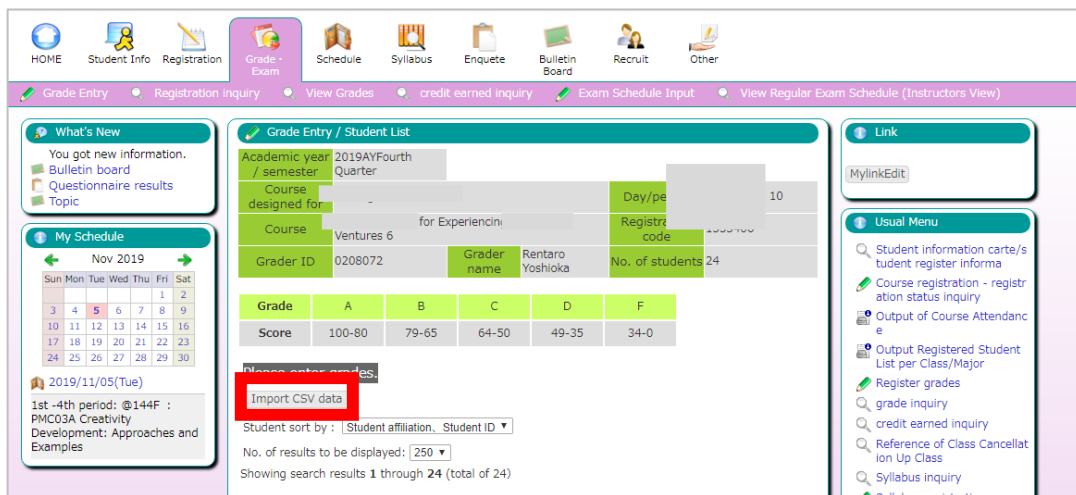 HOME
Student Info
Registration
Grade・
Exam
Schedule
Syllabus
Enquete
Bulletin
Board
Recruit
Other
Grade Entry
Registration inquiry
View Grades
credit earned inquiry
Exam Schedule Input
View Regular Exam Schedule (Instructors View)
What's New
You got new information.
Bulletin board
Questionnaire results
Topic
My Schedule
Nov 2019
Sun Mon Tue Wed Thu Fri Sat
1 2
3 4 5 6 7 8 9
10 11 12 13 14 15 16
17 18 19 20 21 22 23
24 25 26 27 28 29 30
2019/11/05(Tue)
1st -4th period: @144F :
PMC03A Creativity
Development: Approaches and
Examples
Grade Entry / Student List
Academic year
/ semester
2019AYFourth
Quarter
Course
designed for
Day/pe
10
Course
for Experiencing
Ventures 6
Registra
code
Grader ID
0208072
Grader
name
Rentaro
Yoshioka
No. of students
24
Grade A B C D F
Score 100-80 79-65 64-50 49-35 34-0
Please enter grades.
Import CSV data
Student sort by : Student affiliation、Student ID ▼
No. of results to be displayed: 250 ▼
Showing search results 1 through 24 (total of 24)
Link
MylinkEdit
Usual Menu
Student information carte/s
tudent register informa
Course registration - registr
ation status inquiry
Output of Course Attendanc
e
Output Registered Student
List per Class/Major
Register grades
grade inquiry
credit earned inquiry
Reference of Class Cancellat
ion Up Class
Syllabus inquiry